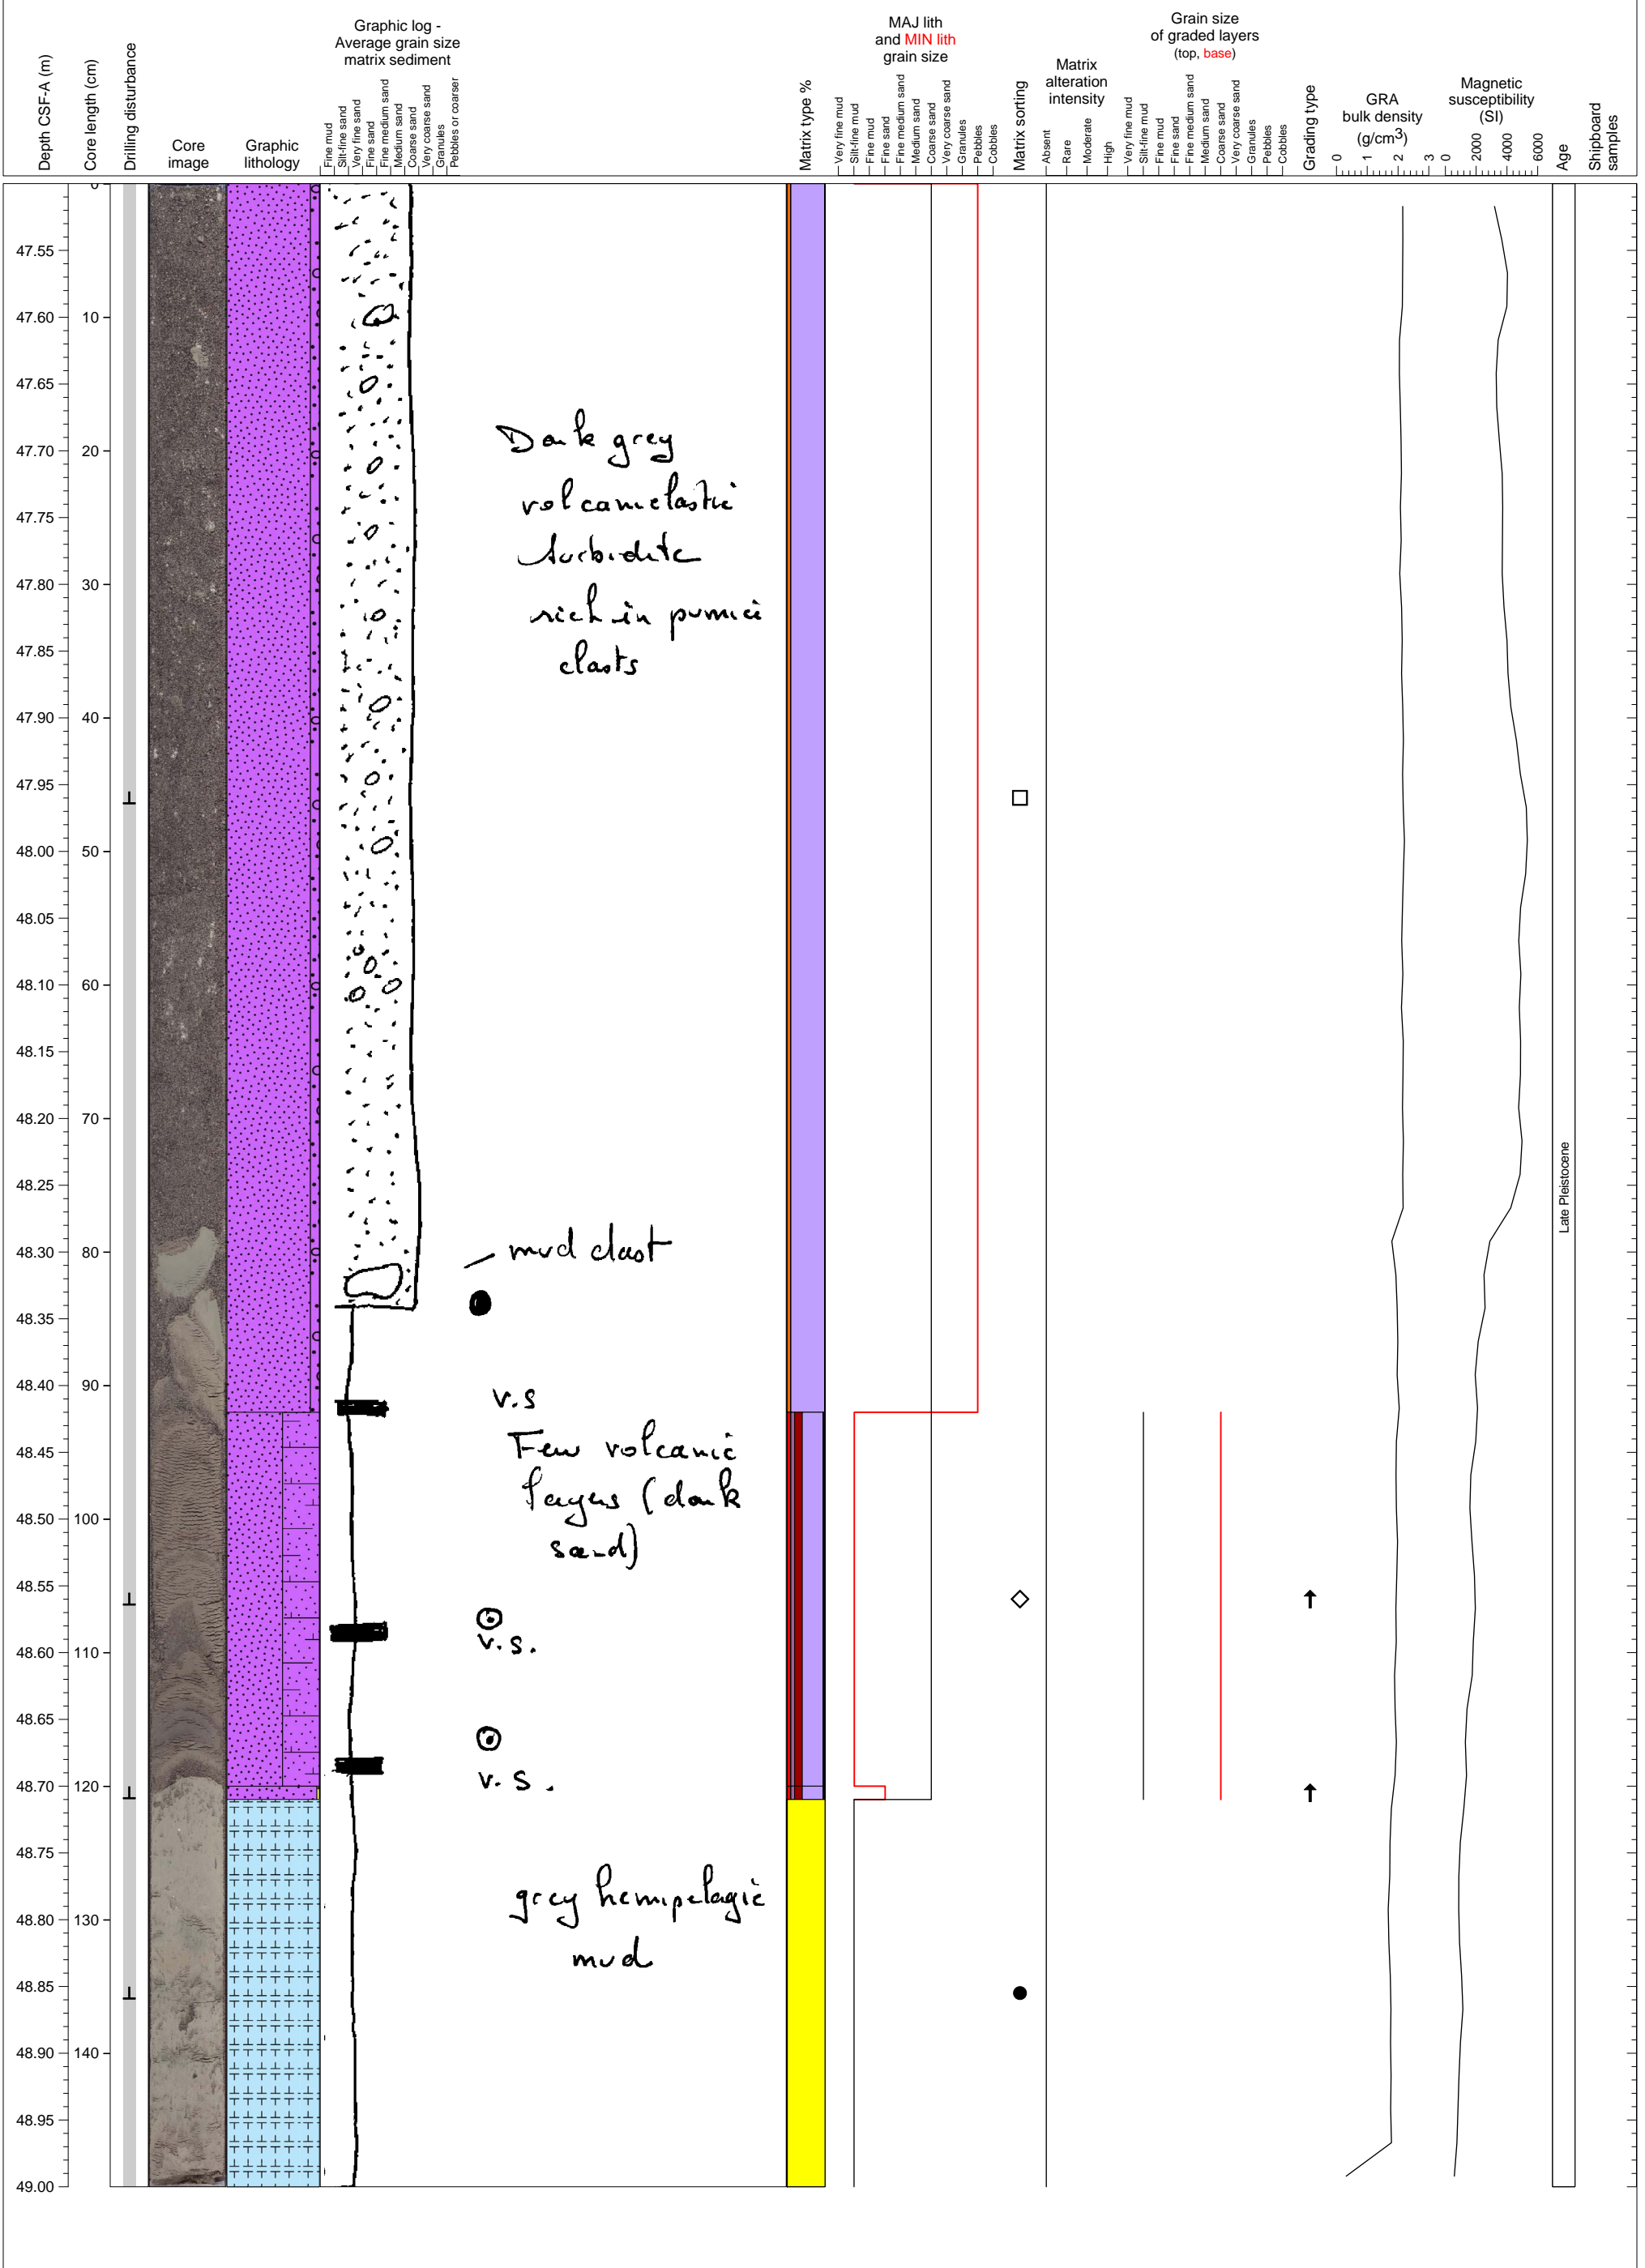 Depth CSF-A (m)
Core length (cm)
Drilling disturbance
Core
image
Graphic
lithology
Graphic log -
Average grain size
matrix sediment
Fine mud
Silt-fine sand
Very fine sand
Fine sand
Fine medium sand
Medium sand
Coarse sand
Very coarse sand
Granules
Pebbles or coarser
Matrix type %
MAJ lith
and MIN lith
grain size
Very fine mud
Silt-fine mud
Fine mud
Fine sand
Fine medium sand
Medium sand
Coarse sand
Very coarse sand
Granules
Pebbles
Cobbles
Matrix sorting
Matrix
alteration
intensity
Absent
Rare
Moderate
High
Grain size
of graded layers
(top, base)
Very fine mud
Silt-fine mud
Fine mud
Fine sand
Fine medium sand
Medium sand
Coarse sand
Very coarse sand
Granules
Pebbles
Cobbles
Grading type
GRA
bulk density
(g/cm3)
0
1
2
3
Magnetic
susceptibility
(SI)
0
2000
4000
6000
Age
Shipboard
samples
0
47.55
47.60 10
47.65
47.70 20
47.75
47.80 30
47.85
47.90 40
47.95
48.00 50
48.05
48.10 60
48.15
48.20 70
48.25
48.30 80
48.35
48.40 90
48.45
48.50 100
48.55
48.60 110
48.65
48.70 120
48.75
48.80 130
48.85
48.90 140
48.95
49.00
Dark grey
volcaniclastic
turbidite
rich in pumice
clasts
mud clast
v.s
Few volcanic
layers (dark
sand)
v.s.
v.s.
grey hemipelagic
mud
Late Pleistocene